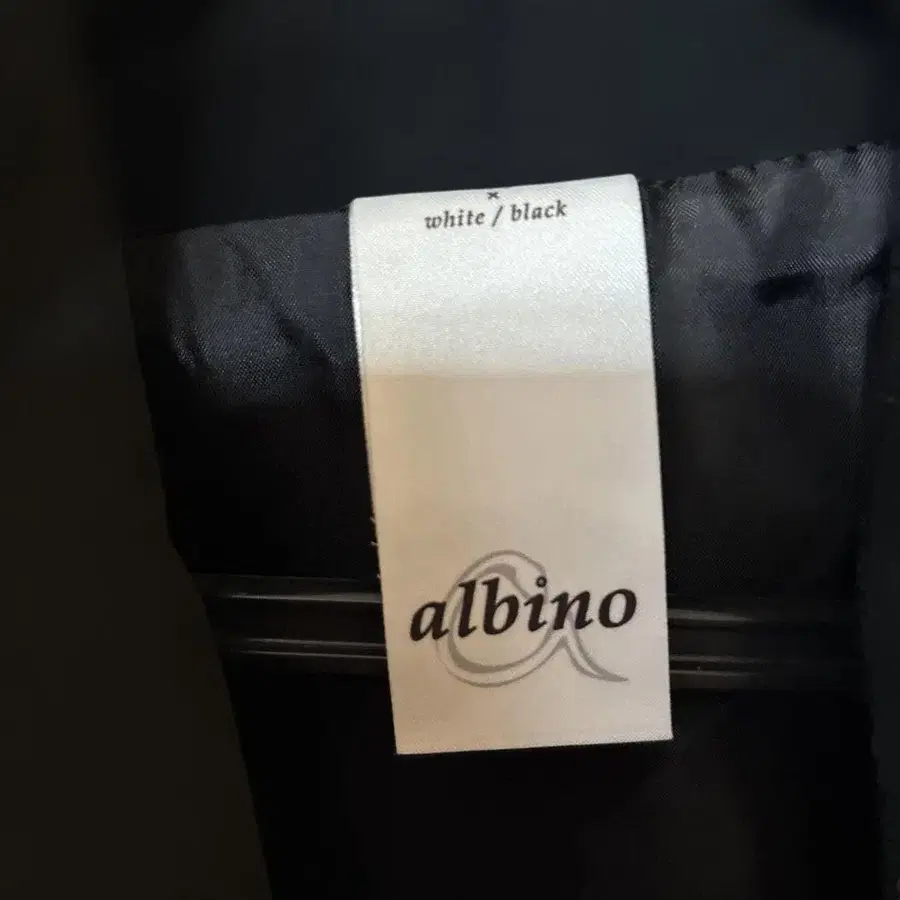 white / black
albino